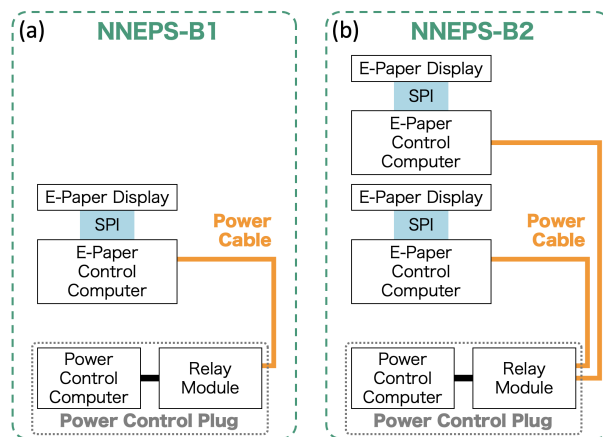 (a)
NNEPS-B1
E-Paper Display
SPI
E-Paper
Control
Computer
Power
Cable
Power
Control
Computer
Relay
Module
Power Control Plug
(b)
NNEPS-B2
E-Paper Display
SPI
E-Paper
Control
Computer
E-Paper Display
SPI
E-Paper
Control
Computer
Power
Cable
Power
Control
Computer
Relay
Module
Power Control Plug